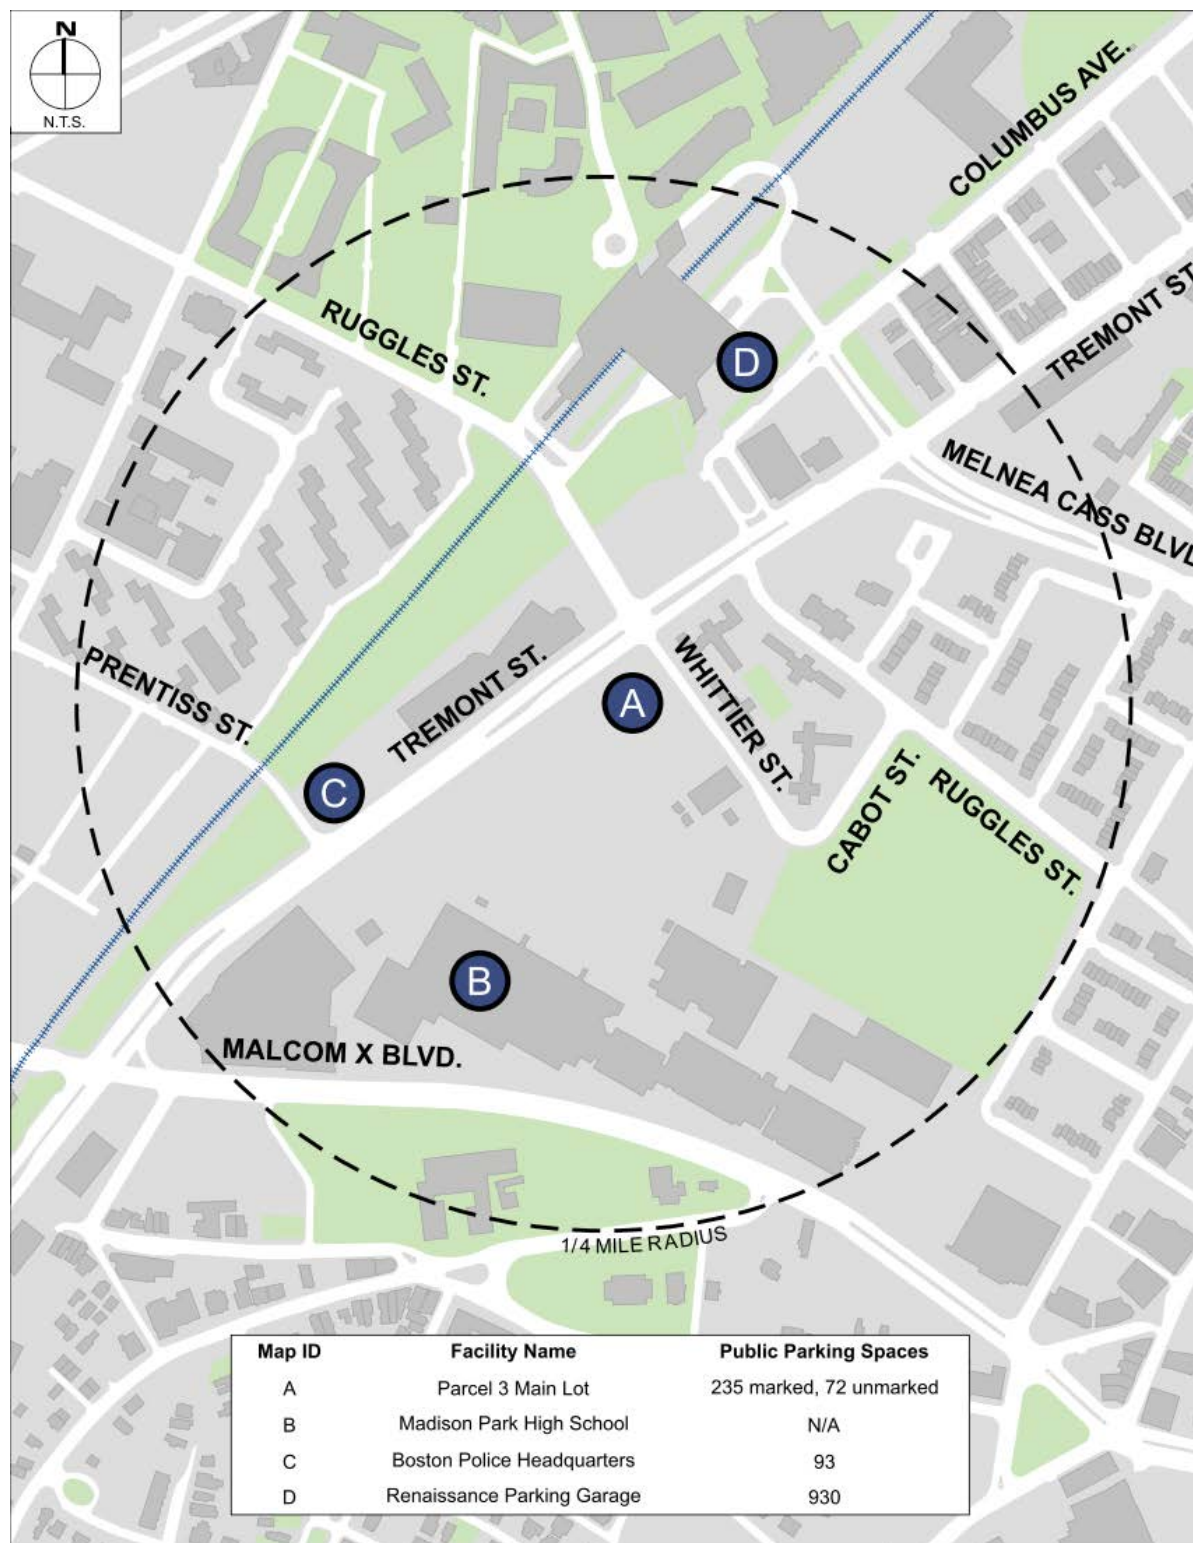 N
N.T.S.
COLUMBUS AVE.
TREMONT ST.
RUGGLES ST.
D
MELNEA CASS BLVD
PRENTISS ST.
TREMONT ST.
WHITTIER ST.
A
C
CABOT ST.
RUGGLES ST.
B
MALCOM X BLVD.
1/4 MILE RADIUS
Map ID Facility Name Public Parking Spaces
A Parcel 3 Main Lot 235 marked, 72 unmarked
B Madison Park High School N/A
C Boston Police Headquarters 93
D Renaissance Parking Garage 930